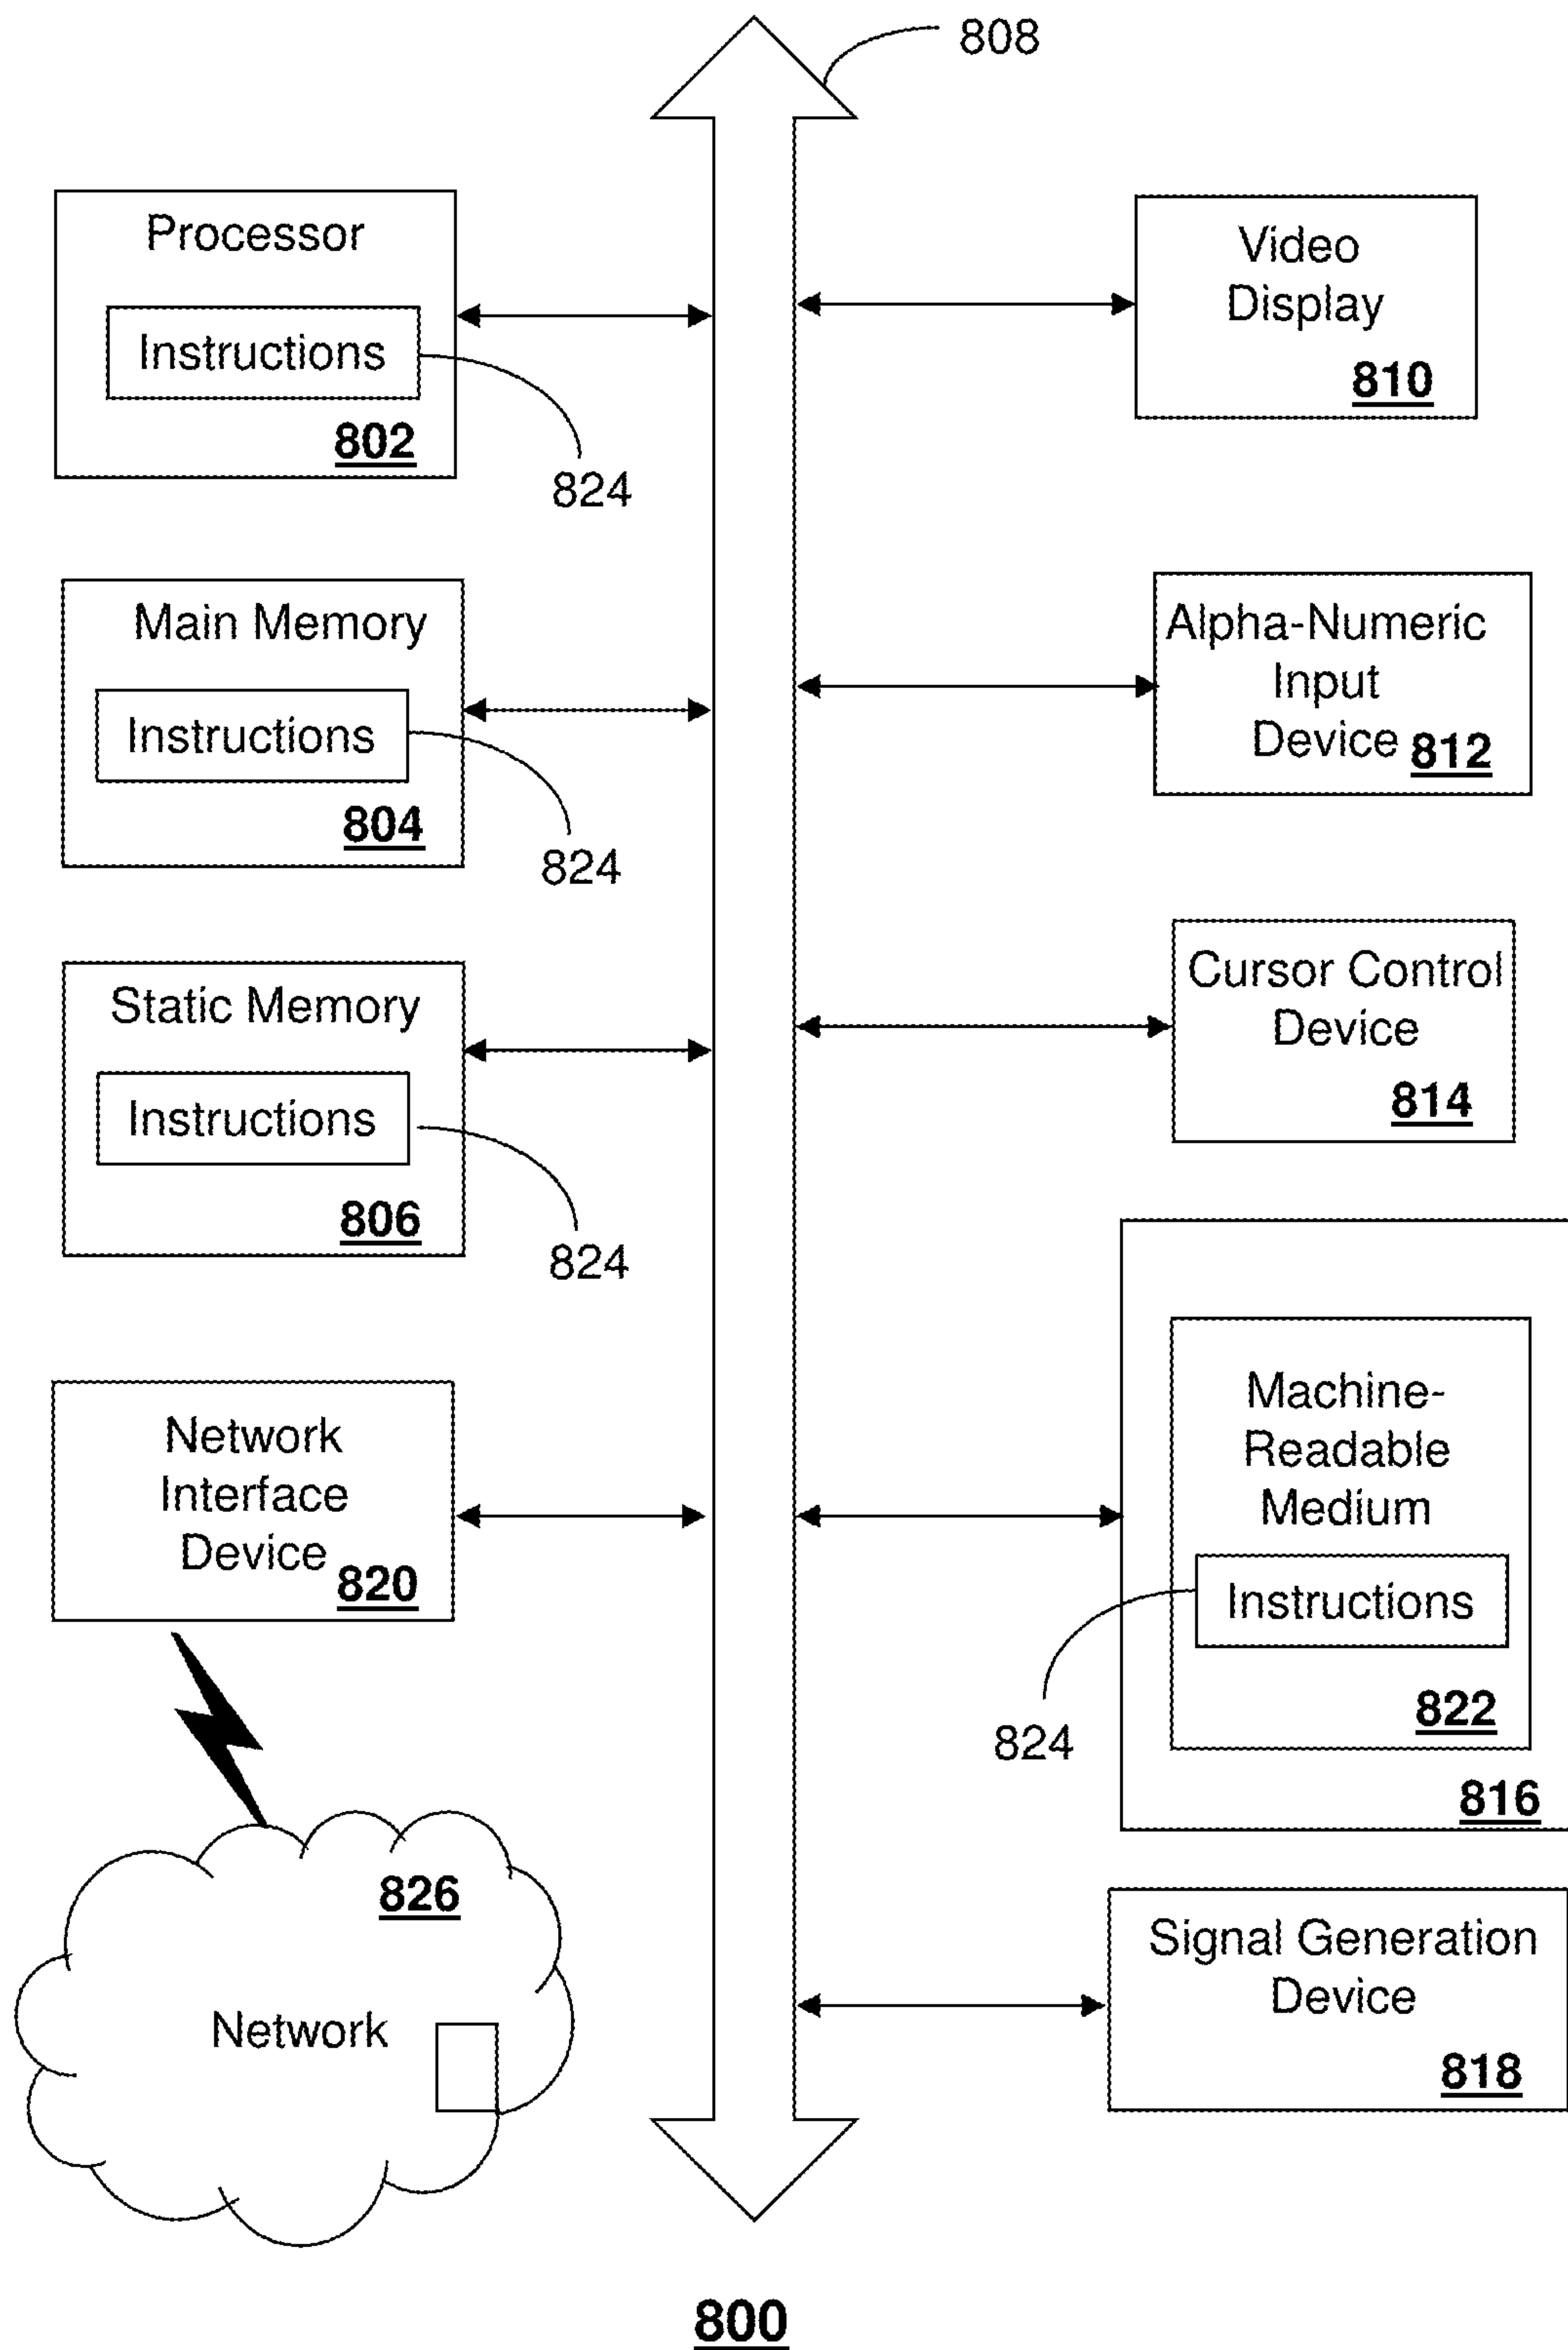 808
Processor
Instructions
802
824
Main Memory
Instructions
804
824
Static Memory
Instructions
806
824
Network
Interface
Device
820
826
Network
Video
Display
810
Alpha-Numeric
Input
Device 812
Cursor Control
Device
814
Machine-
Readable
Medium
Instructions
822
824
816
Signal Generation
Device
818
800